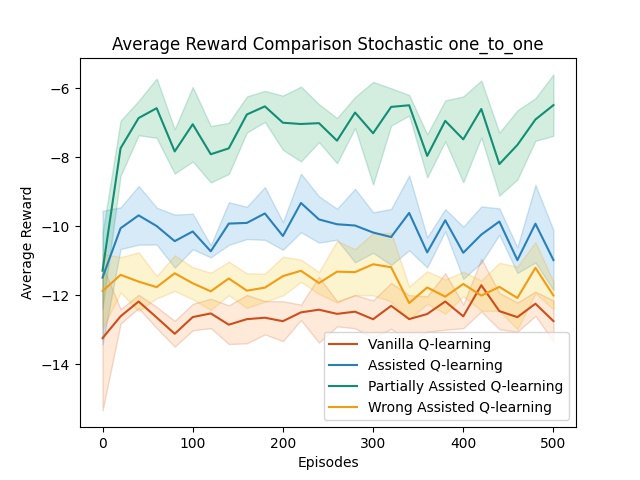 Average Reward Comparison Stochastic one_to_one
Average Reward
−6
−8
−10
−12
−14
0
100
200
300
400
500
Episodes
Vanilla Q-learning
Assisted Q-learning
Partially Assisted Q-learning
Wrong Assisted Q-learning